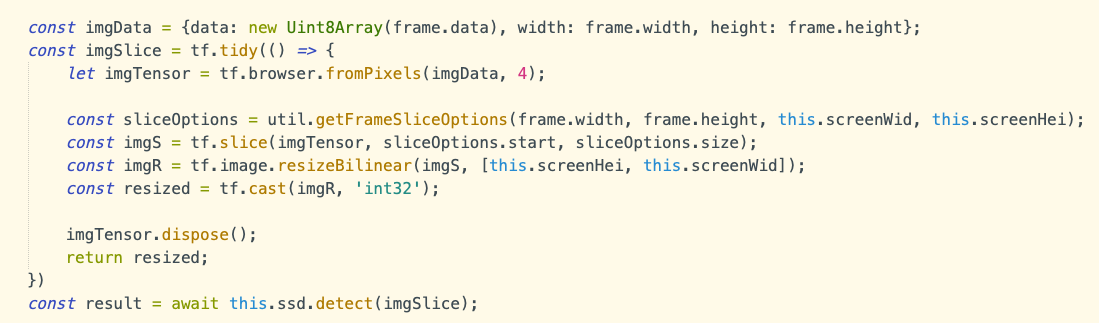 const imgData = {data: new Uint8Array(frame.data), width: frame.width, height: frame.height};
const imgSlice = tf.tidy(() => {
    let imgTensor = tf.browser.fromPixels(imgData, 4);

    const sliceOptions = util.getFrameSliceOptions(frame.width, frame.height, this.screenWid, this.screenHei);
    const imgS = tf.slice(imgTensor, sliceOptions.start, sliceOptions.size);
    const imgR = tf.image.resizeBilinear(imgS, [this.screenHei, this.screenWid]);
    const resized = tf.cast(imgR, 'int32');

    imgTensor.dispose();
    return resized;
})
const result = await this.ssd.detect(imgSlice);